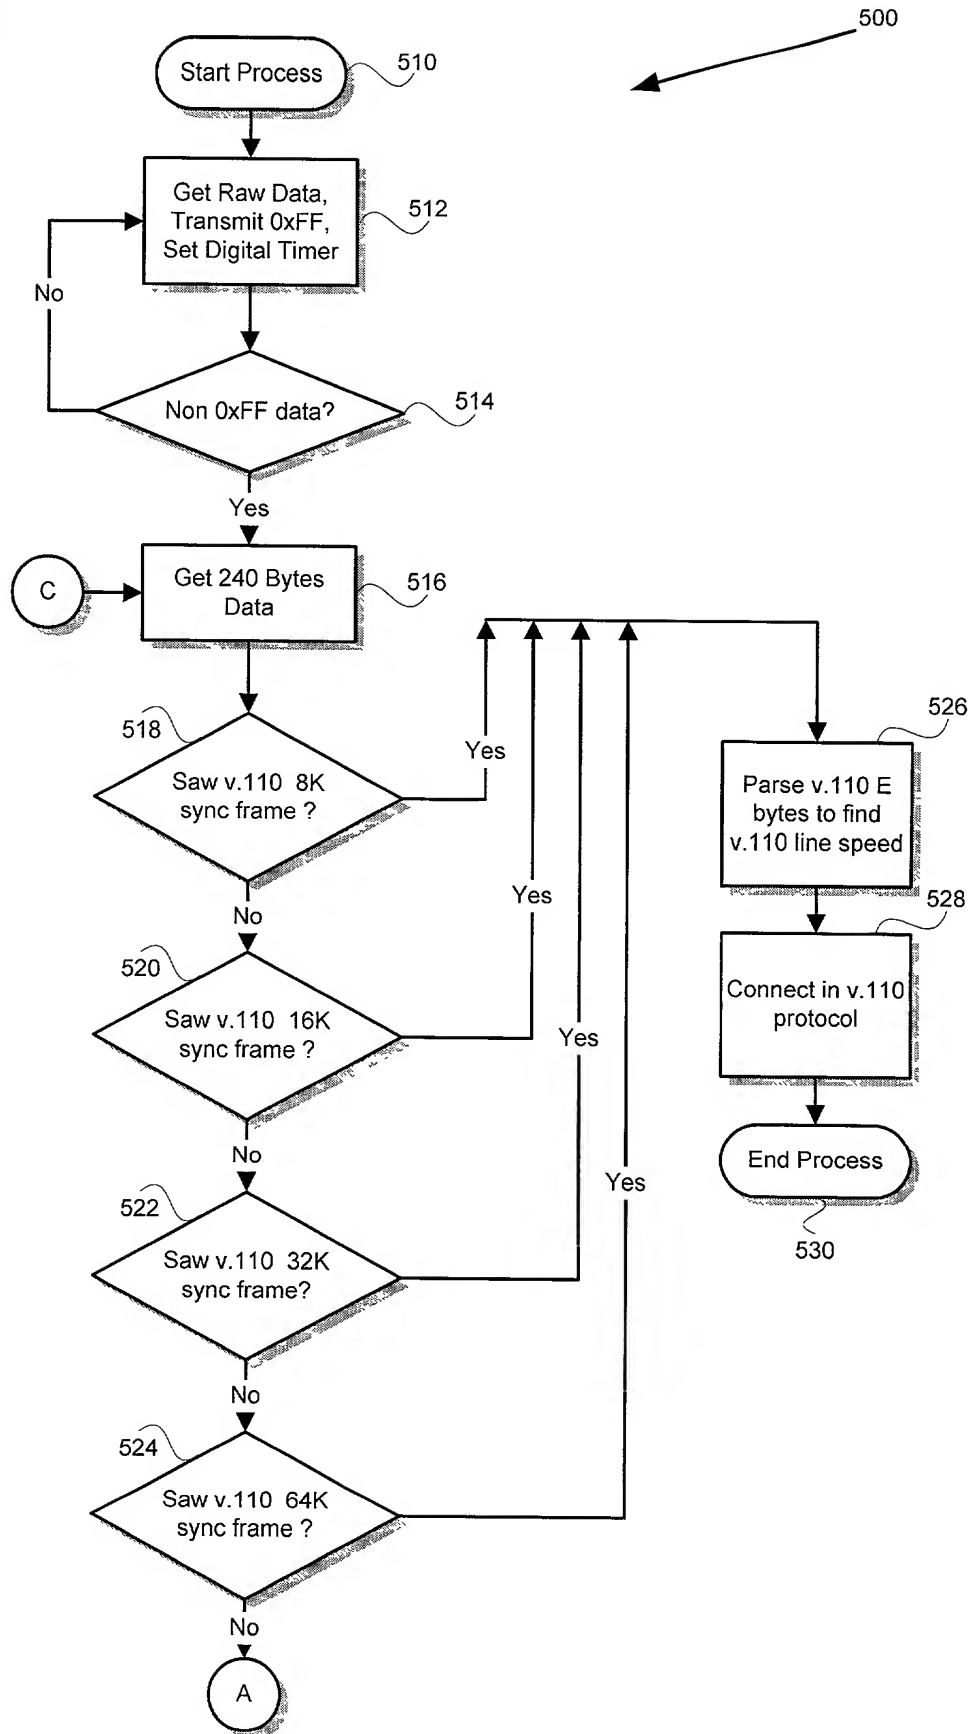 500
Start Process
510
Get Raw Data,
Transmit 0xFF,
Set Digital Timer
512
No
Non 0xFF data?
514
Yes
C
Get 240 Bytes
Data
516
518
Saw v.110 8K
sync frame ?
Yes
No
520
Saw v.110 16K
sync frame ?
Yes
No
522
Saw v.110 32K
sync frame?
Yes
No
524
Saw v.110 64K
sync frame ?
Yes
No
A
526
Parse v.110 E
bytes to find
v.110 line speed
528
Connect in v.110
protocol
End Process
530